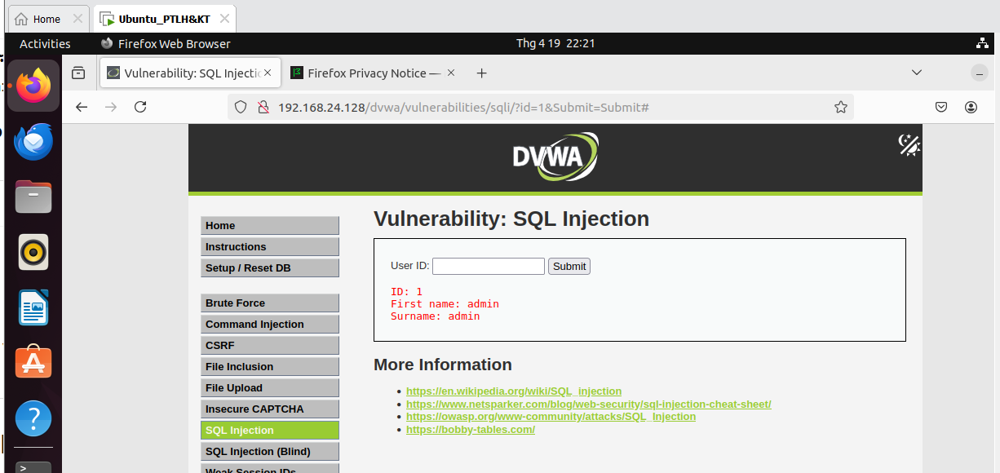 Home
Ubuntu_PTLH&KT
Activities
Firefox Web Browser
Thg 4 19 22:21
Vulnerability: SQL Injectic
Firefox Privacy Notice —
192.168.24.128/dvwa/vulnerabilities/sqli/?id=1&Submit=Submit#
DVWA
Home
Instructions
Setup / Reset DB
Brute Force
Command Injection
CSRF
File Inclusion
File Upload
Insecure CAPTCHA
SQL Injection
SQL Injection (Blind)
Weak Session IDs
Vulnerability: SQL Injection
User ID:
Submit
ID: 1
First name: admin
Surname: admin
More Information
https://en.wikipedia.org/wiki/SQL_injection
https://www.netsparker.com/blog/web-security/sql-injection-cheat-sheet/
https://owasp.org/www-community/attacks/SQL_Injection
https://bobby-tables.com/